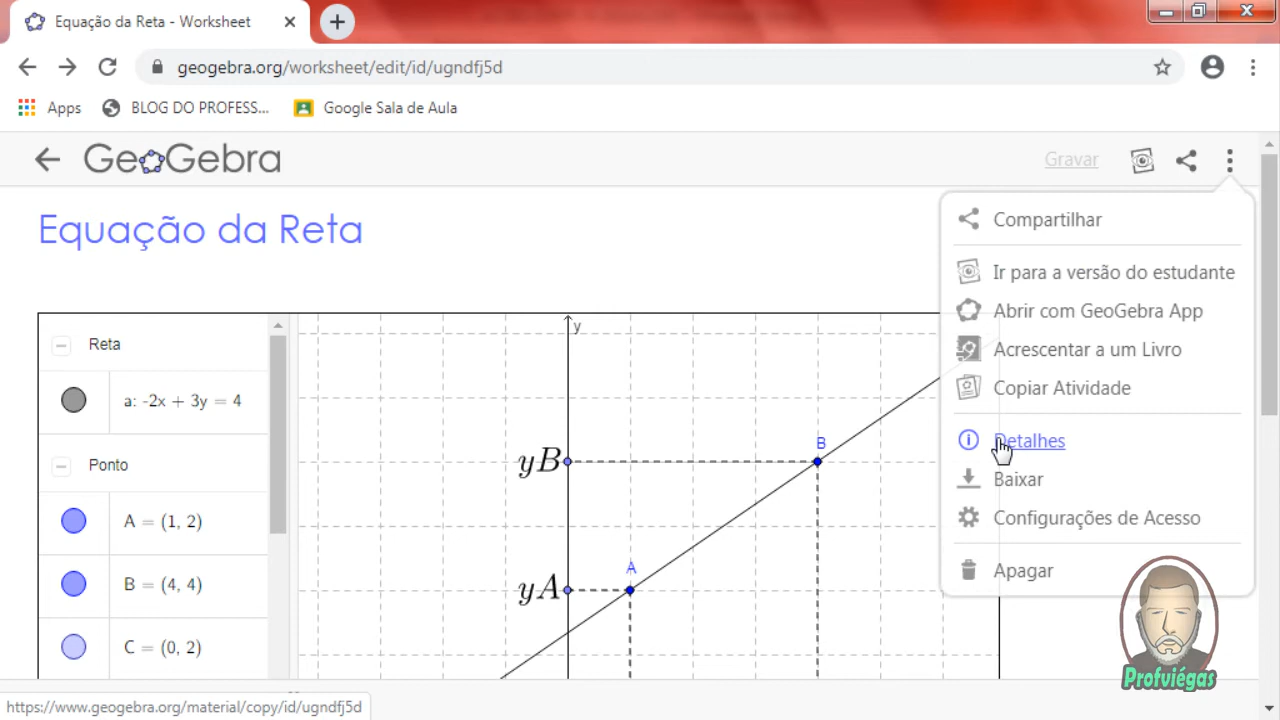 Equação da Reta - Worksheet
geogebra.org/worksheet/edit/id/ugndfj5d
Apps BLOG DO PROFESS... Google Sala de Aula
GeoGebra Gravar
Equação da Reta
Compartilhar
Ir para a versão do estudante
Abrir com GeoGebra App
Acrescentar a um Livro
Copiar Atividade
Detalhes
Baixar
Configurações de Acesso
Apagar
Reta
a: -2x + 3y = 4
Ponto
A = (1, 2)
B = (4, 4)
C = (0, 2)
y
B
yB
A
yA
Profviégas
https://www.geogebra.org/material/copy/id/ugndfj5d